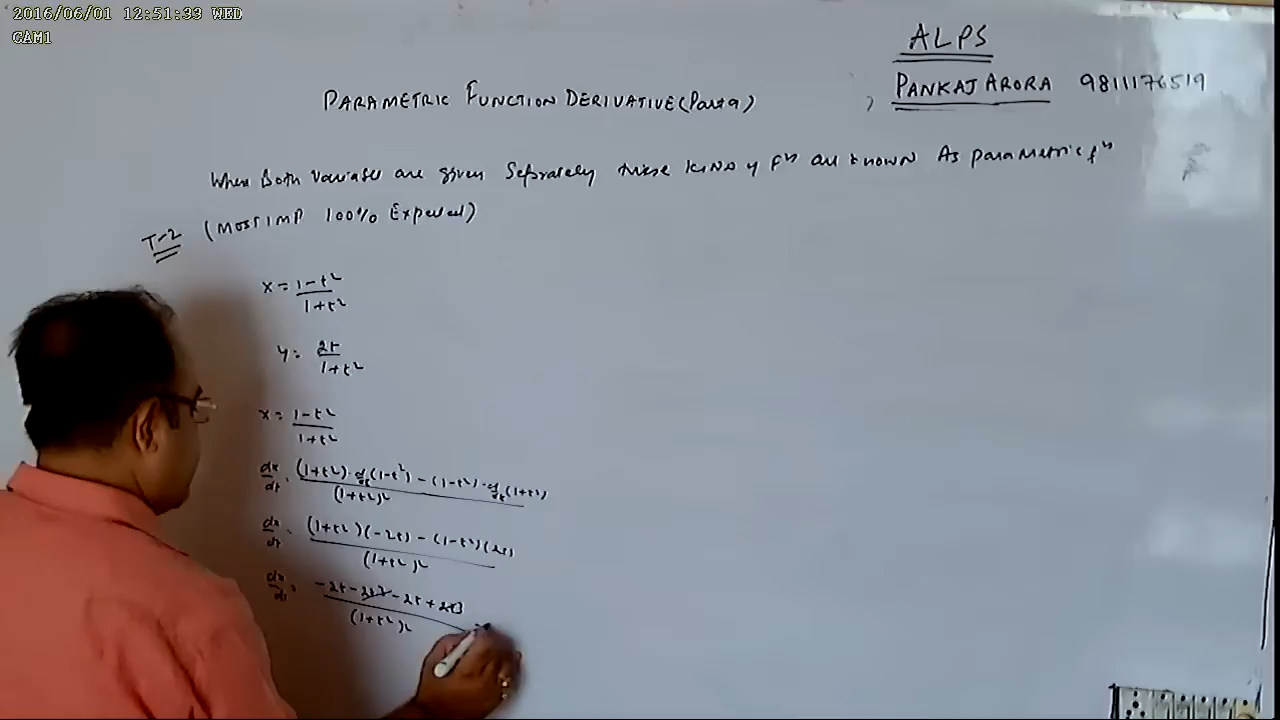 2016/06/01 12:51:33 WED
CAM1
ALPS
PANKAJ ARORA 9811176519
PARAMETRIC FUNCTION DERIVATIVE (Part 9)
When Both Variables are given Seprately these KIND of Fⁿ are known As parametric fⁿ
T-2 (MOST IMP 100% Expected)
x = 1-t² / 1+t²
y = 2t / 1+t²
x = 1-t² / 1+t²
dx/dt = (1+t²)·d/dt(1-t²) - (1-t²)·d/dt(1+t²) / (1+t²)²
dx/dt = (1+t²)(-2t) - (1-t²)(2t) / (1+t²)²
dx/dt = -2t - 2t³ - 2t + 2t³ / (1+t²)²